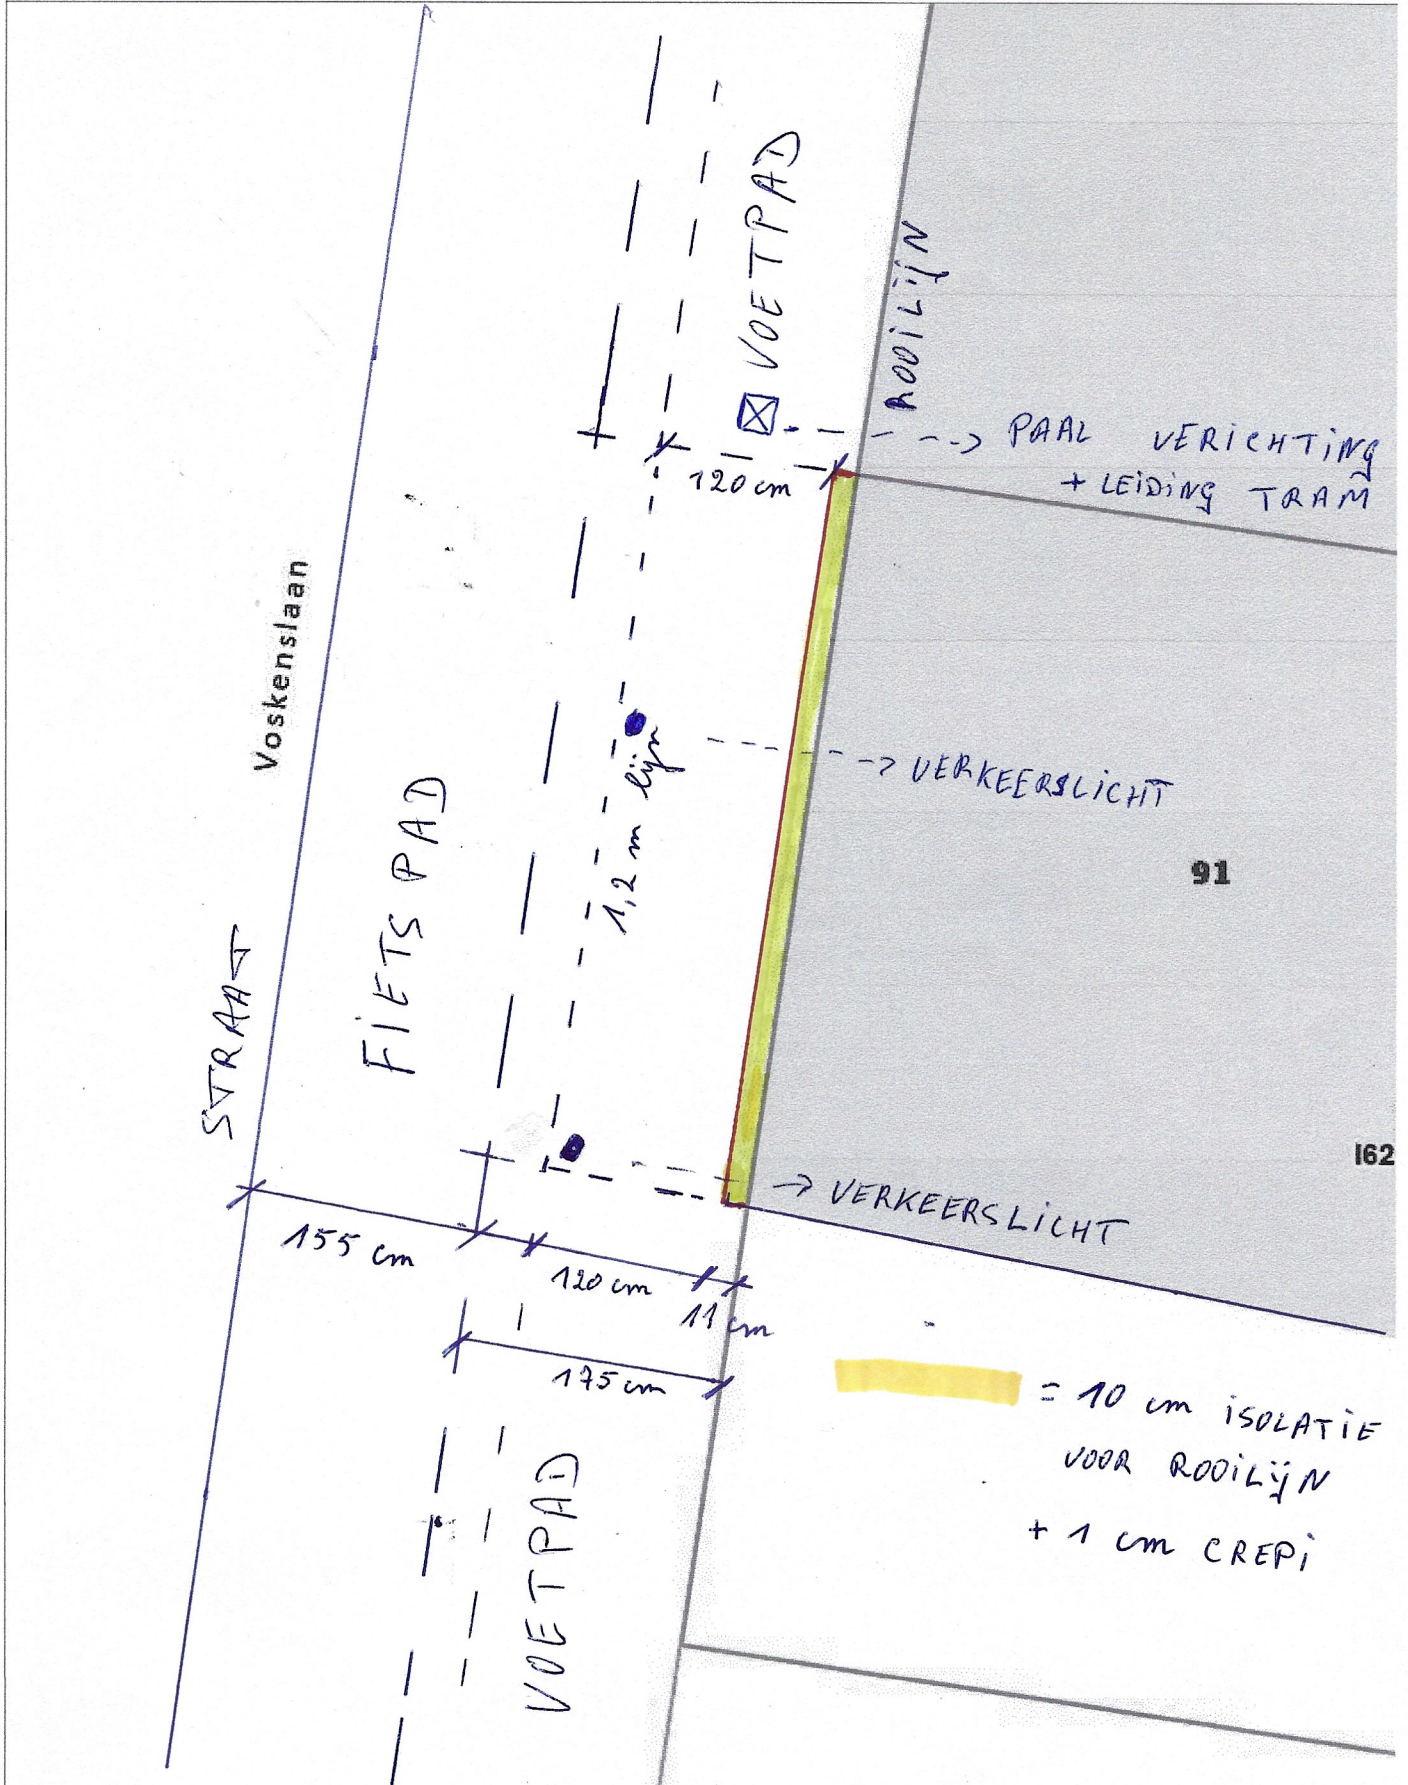 VOETPAD
ROOILIJN
PAAL VERICHTING
+ LEIDING TRAM
120 cm
Voskenslaan
1,2 m lijn
VERKEERSLICHT
91
FIETSPAD
STRAAT
162
VERKEERSLICHT
155 cm
120 cm
11 cm
175 cm
= 10 cm ISOLATIE
VOOR ROOILIJN
+ 1 cm CREPI
VOETPAD